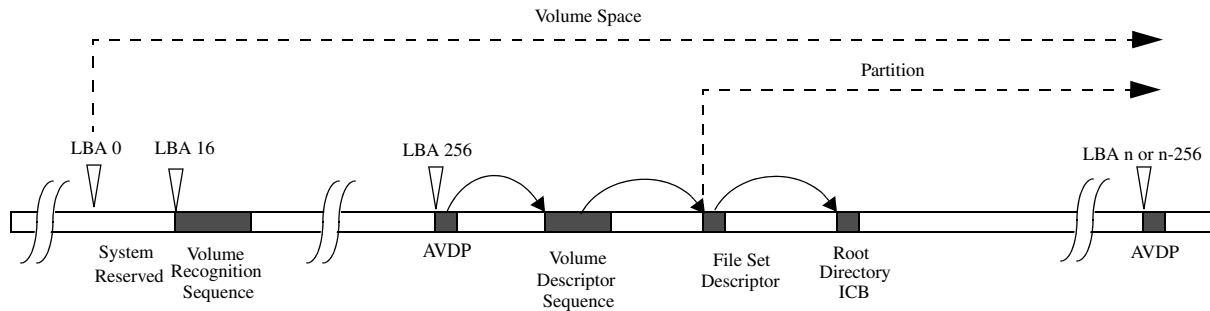 Volume Space
Partition
LBA 0
LBA 16
LBA 256
LBA n or n-256
System
Reserved
Volume
Recognition
Sequence
AVDP
Volume
Descriptor
Sequence
File Set
Descriptor
Root
Directory
ICB
AVDP